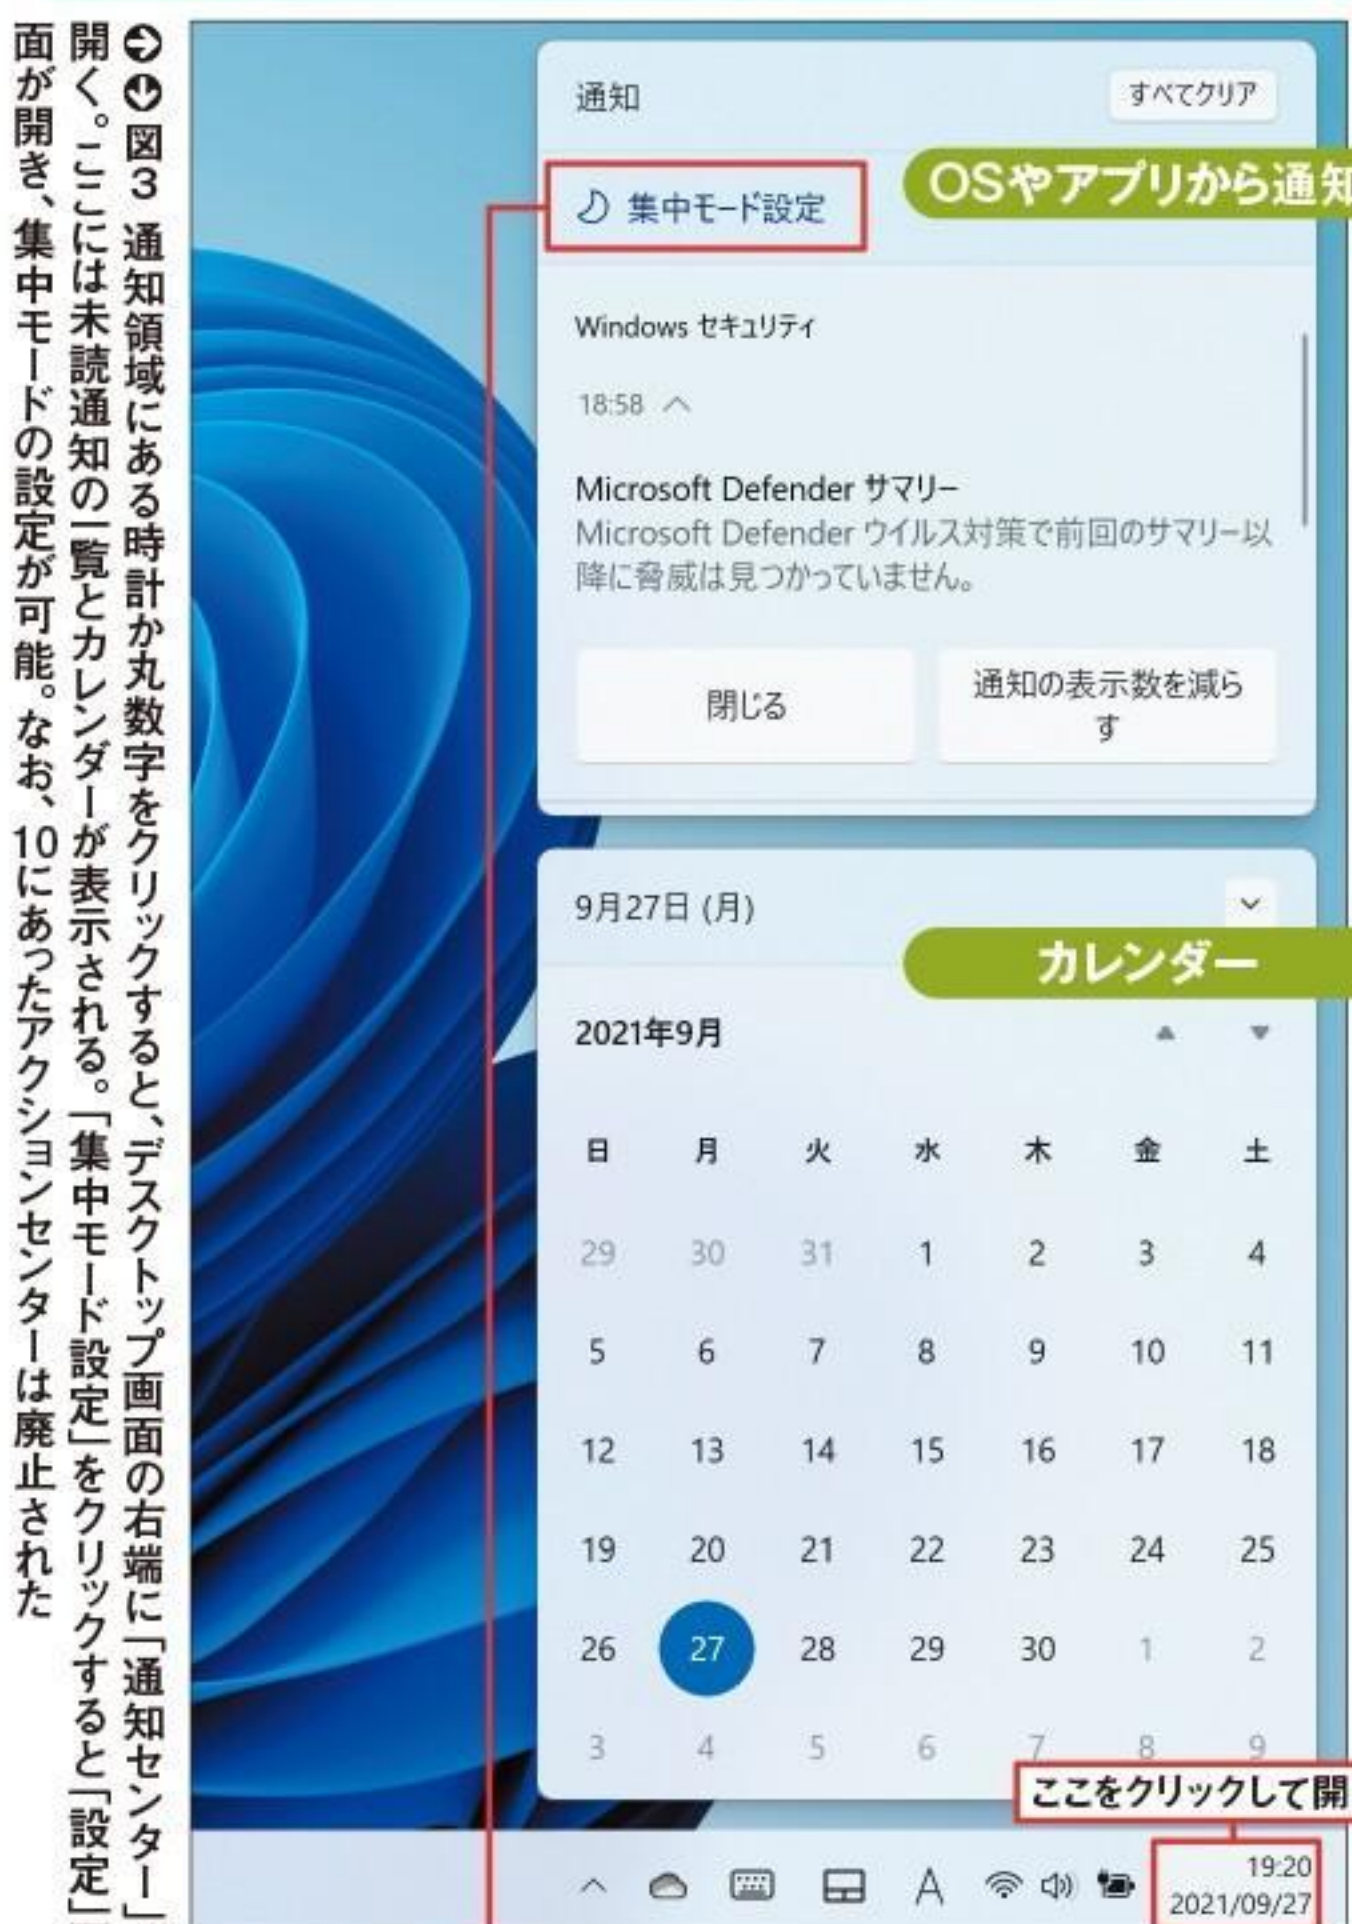 図3 通知領域にある時計か丸数字をクリックすると、デスクトップ画面の右端に「通知センター」
開く。ここには未読通知の一覧とカレンダーが表示される。「集中モード設定」をクリックすると「設定」
面が開き、集中モードの設定が可能。なお、10にあったアクションセンターは廃止された
通知
すべてクリア
集中モード設定
OSやアプリから通知
Windows セキュリティ
18:58
Microsoft Defender サマリー
Microsoft Defender ウイルス対策で前回のサマリー以
降に脅威は見つかっていません。
閉じる
通知の表示数を減ら
す
9月27日 (月)
カレンダー
2021年9月
日 月 火 水 木 金 土
29 30 31 1 2 3 4
5 6 7 8 9 10 11
12 13 14 15 16 17 18
19 20 21 22 23 24 25
26 27 28 29 30 1 2
3 4 5 6 7 8 9
ここをクリックして開
A
19:20
2021/09/27